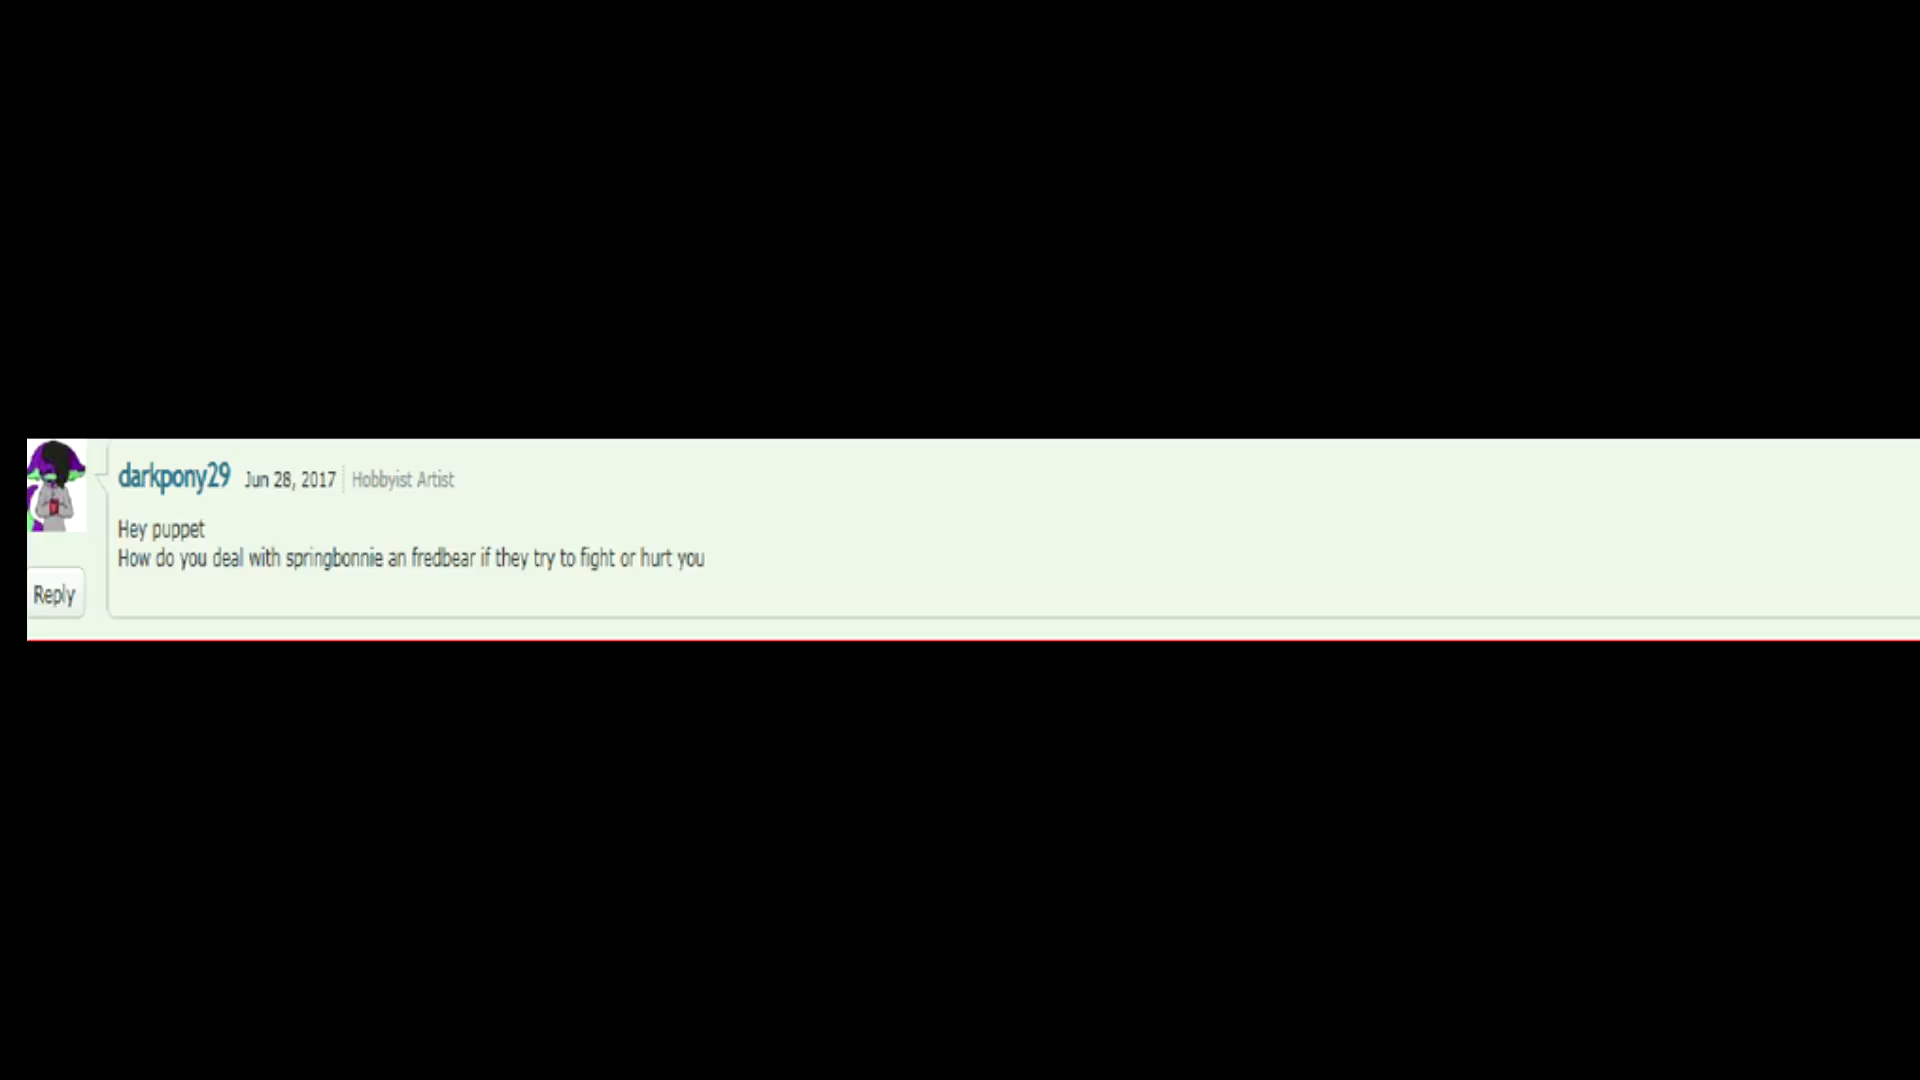 darkpony29 Jun 28, 2017 Hobbyist Artist
Hey puppet
How do you deal with springbonnie an fredbear if they try to fight or hurt you
Reply